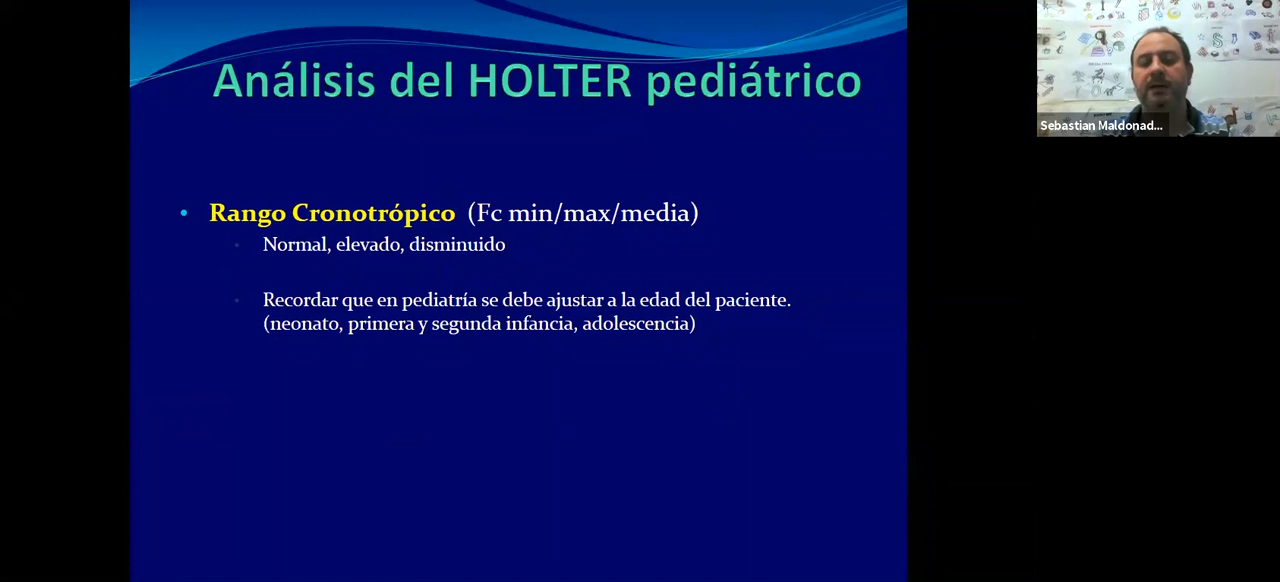 Análisis del HOLTER pediátrico
Sebastian Maldonad...
• Rango Cronotrópico (Fc min/max/media)
• Normal, elevado, disminuido
• Recordar que en pediatría se debe ajustar a la edad del paciente.
(neonato, primera y segunda infancia, adolescencia)